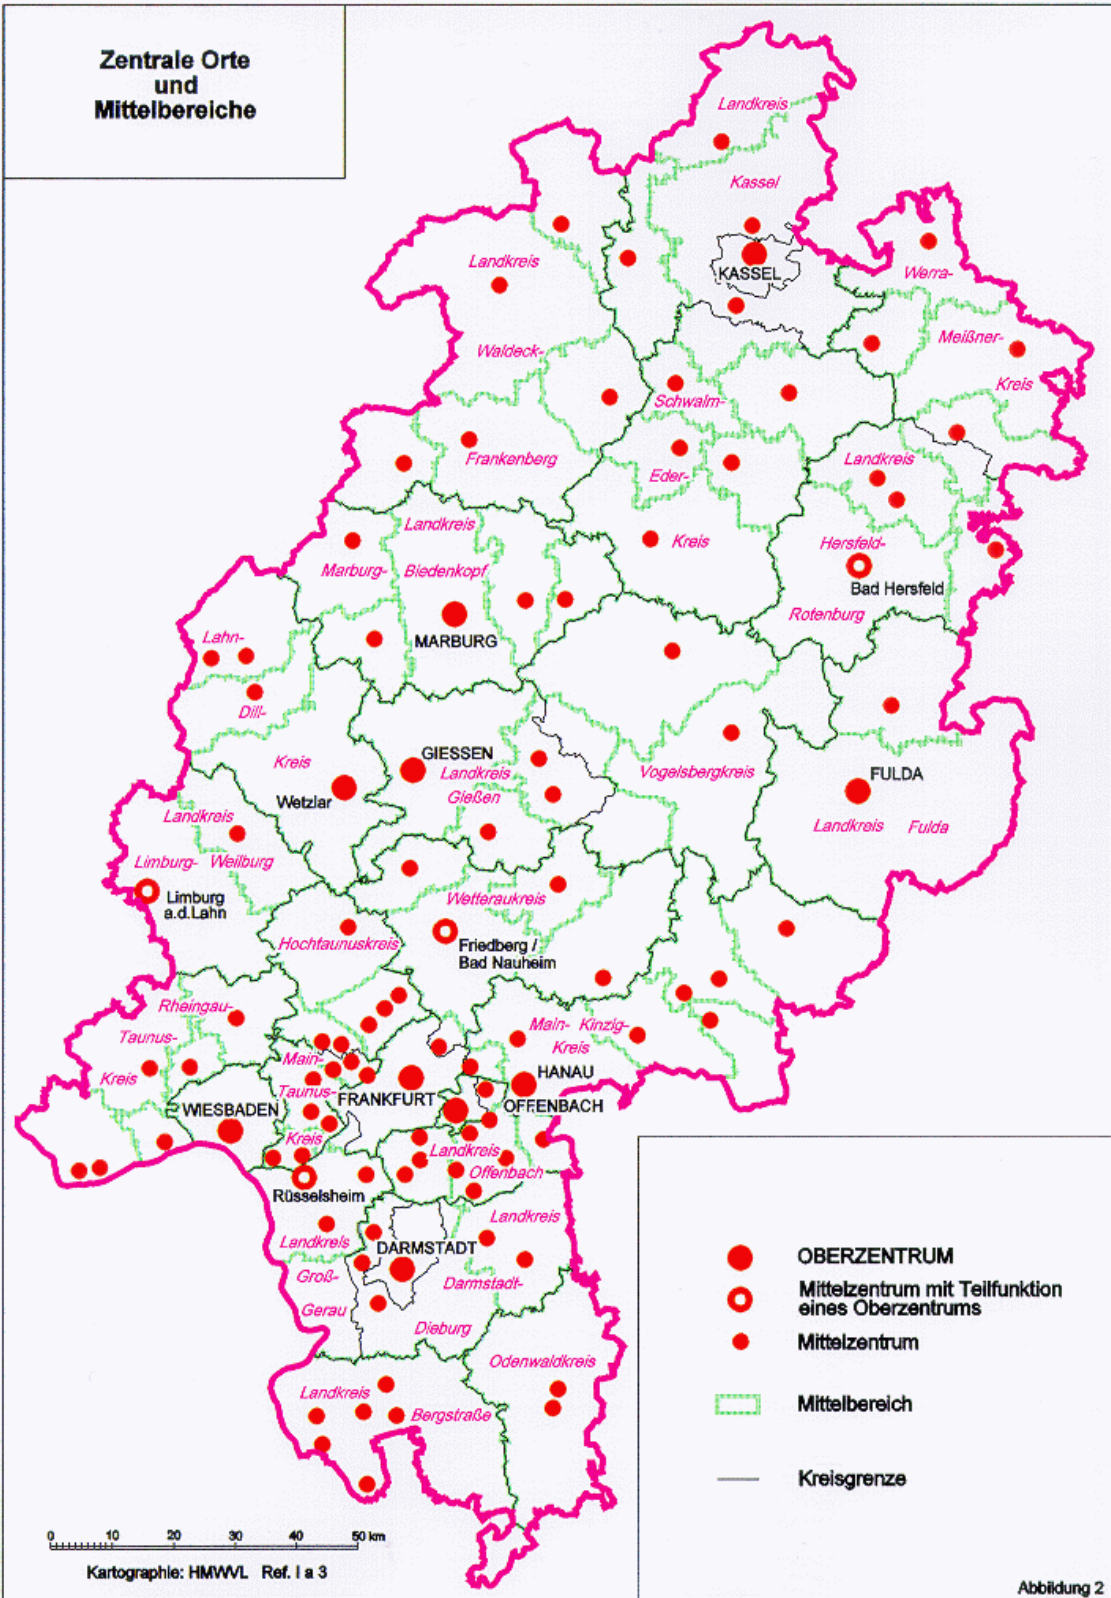 Zentrale Orte
und
Mittelbereiche
Landkreis
Kassel
KASSEL
Landkreis
Waldeck-
Frankenberg
Werra-
Meißner-
Kreis
Schwalm-
Eder-
Kreis
Landkreis
Hersfeld-
Bad Hersfeld
Rotenburg
Landkreis
Marburg-
Biedenkopf
MARBURG
Lahn-
Dill-
Kreis
Wetzlar
GIESSEN
Landkreis
Gießen
Vogelsbergkreis
FULDA
Landkreis Fulda
Landkreis
Limburg- Weilburg
Limburg
a.d.Lahn
Wetteraukreis
Friedberg /
Bad Nauheim
Hochtaunuskreis
Rheingau-
Taunus-
Kreis
Main-
Taunus-
Kreis
WIESBADEN
FRANKFURT
Main- Kinzig-
Kreis
HANAU
OFFENBACH
Landkreis
Offenbach
Rüsselsheim
Landkreis
Groß-
Gerau
DARMSTADT
Landkreis
Darmstadt-
Dieburg
Odenwaldkreis
Landkreis
Bergstraße
OBERZENTRUM
Mittelzentrum mit Teilfunktion
eines Oberzentrums
Mittelzentrum
Mittelbereich
Kreisgrenze
0 10 20 30 40 50 km
Kartographie: HMWVL Ref. I a 3
Abbildung 2